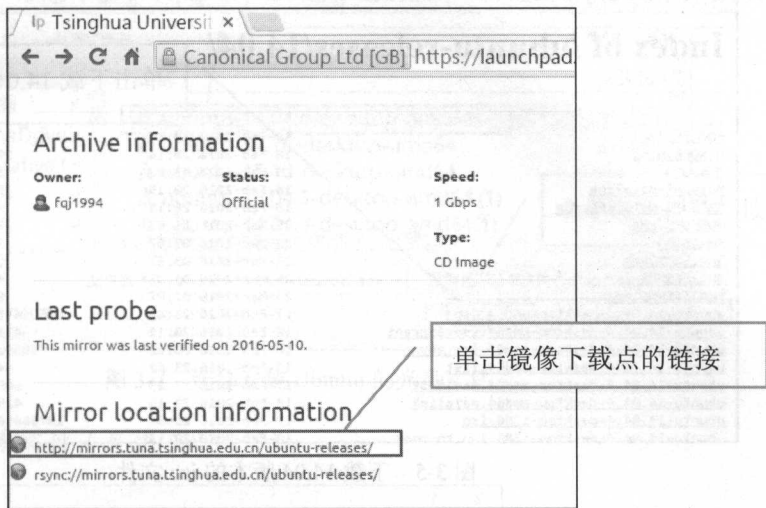 lp Tsinghua Universit ×
Canonical Group Ltd [GB] https://launchpad.
Archive information
Owner: Status: Speed:
fqj1994 Official 1 Gbps
Type:
CD Image
Last probe
This mirror was last verified on 2016-05-10.
单击镜像下载点的链接
Mirror location information
http://mirrors.tuna.tsinghua.edu.cn/ubuntu-releases/
rsync://mirrors.tuna.tsinghua.edu.cn/ubuntu-releases/